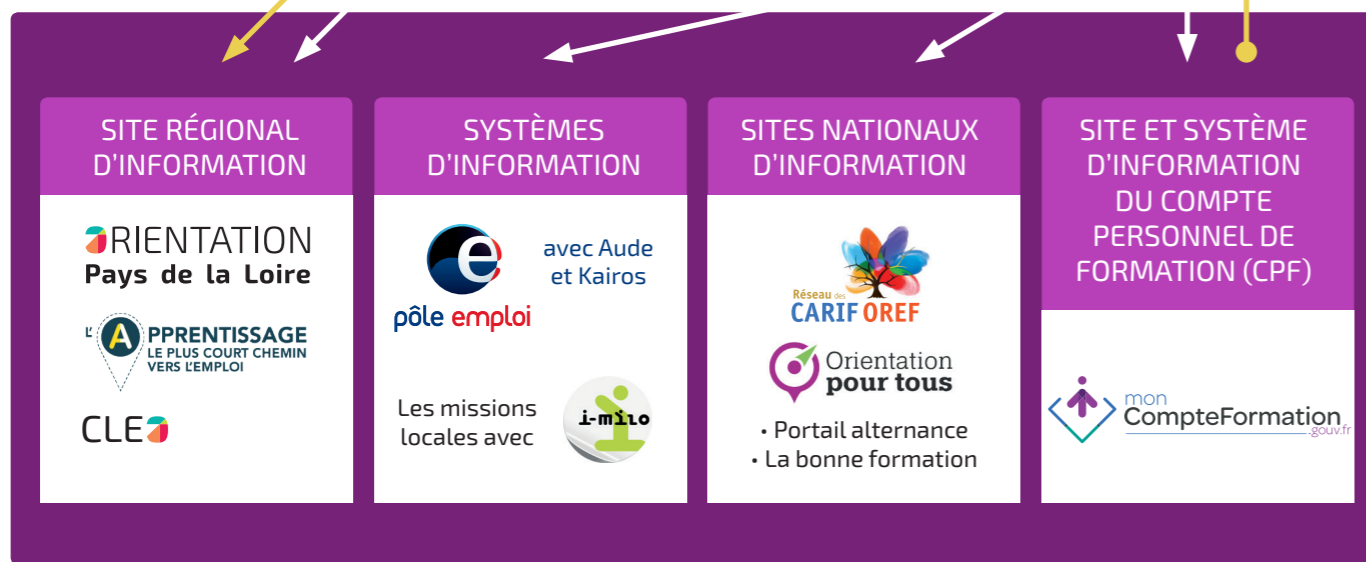 SITE RÉGIONAL
D'INFORMATION
ORIENTATION
Pays de la Loire
L'APPRENTISSAGE
LE PLUS COURT CHEMIN
VERS L'EMPLOI
CLEA
SYSTÈMES
D'INFORMATION
e
pôle emploi
avec Aude
et Kairos
Les missions
locales avec
i-milo
SITES NATIONAUX
D'INFORMATION
Réseau des
CARIF OREF
Orientation
pour tous
• Portail alternance
• La bonne formation
SITE ET SYSTÈME
D'INFORMATION
DU COMPTE
PERSONNEL DE
FORMATION (CPF)
mon
CompteFormation
.gouv.fr